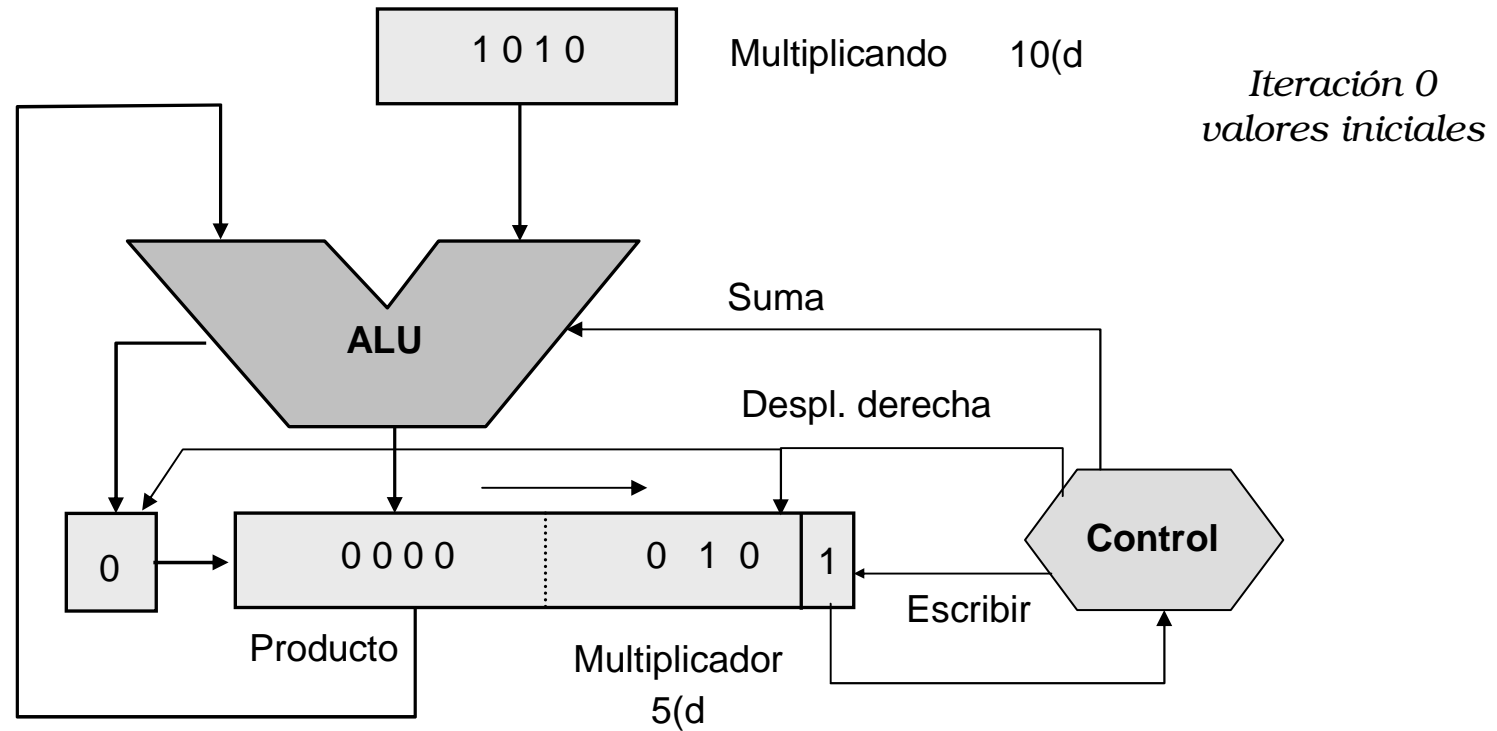 1 0 1 0
Multiplicando 10(d
Iteración 0
valores iniciales
Suma
ALU
Despl. derecha
0
0 0 0 0
0 1 0
1
Control
Escribir
Producto
Multiplicador
5(d